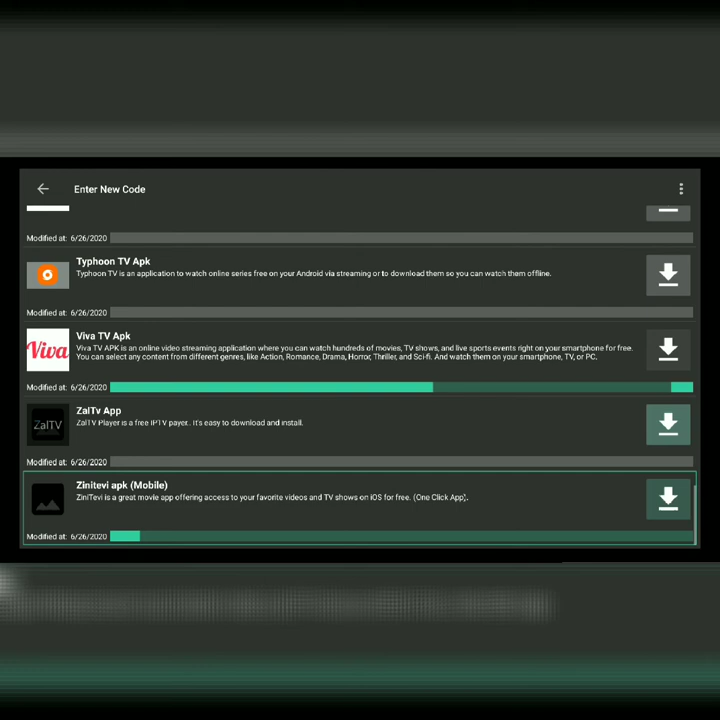 Enter New Code
Modified at: 6/26/2020
Typhoon TV Apk
Typhoon TV is an application to watch online series free on your Android via streaming or to download them so you can watch them offline.
Modified at: 6/26/2020
Viva TV Apk
Viva TV APK is an online video streaming application where you can watch hundreds of movies, TV shows, and live sports events right on your smartphone for free.
You can select any content from different genres, like Action, Romance, Drama, Horror, Thriller, and Sci-fi. And watch them on your smartphone, TV, or PC.
Viva
Modified at: 6/26/2020
ZalTv App
ZalTV Player is a free IPTV payer.. It's easy to download and install.
ZalTV
Modified at: 6/26/2020
Zinitevi apk (Mobile)
ZiniTevi is a great movie app offering access to your favorite videos and TV shows on iOS for free. (One Click App).
Modified at: 6/26/2020